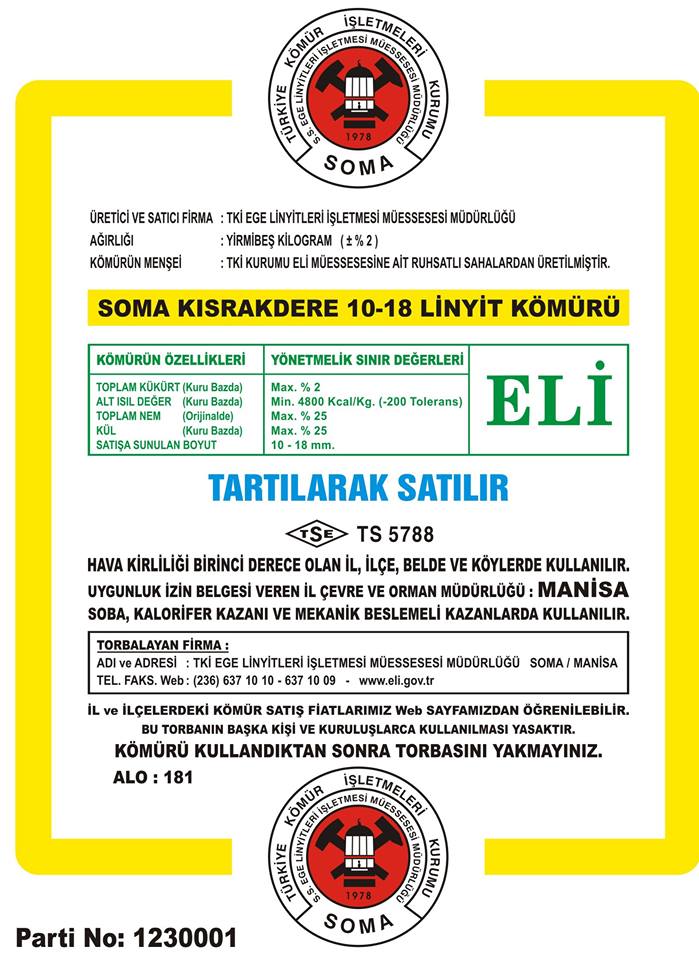 TÜRKİYE KÖMÜR İŞLETMELERİ KURUMU
S.S. EGE LİNYİTLERİ İŞLETMESİ MÜESSESESİ MÜDÜRLÜĞÜ
1978
SOMA
ÜRETİCİ VE SATICI FİRMA : TKİ EGE LİNYİTLERİ İŞLETMESİ MÜESSESESİ MÜDÜRLÜĞÜ
AĞIRLIĞI : YİRMİBEŞ KİLOGRAM ( ± % 2 )
KÖMÜRÜN MENŞEİ : TKİ KURUMU ELİ MÜESSESESİNE AİT RUHSATLI SAHALARDAN ÜRETİLMİŞTİR.
SOMA KISRAKDERE 10-18 LİNYİT KÖMÜRÜ
KÖMÜRÜN ÖZELLİKLERİ YÖNETMELİK SINIR DEĞERLERİ
TOPLAM KÜKÜRT (Kuru Bazda) Max. % 2
ALT ISIL DEĞER (Kuru Bazda) Min. 4800 Kcal/Kg. (-200 Tolerans)
TOPLAM NEM (Orijinalde) Max. % 25
KÜL (Kuru Bazda) Max. % 25
SATIŞA SUNULAN BOYUT 10 - 18 mm.
ELİ
TARTILARAK SATILIR
TSE TS 5788
HAVA KİRLİLİĞİ BİRİNCİ DERECE OLAN İL, İLÇE, BELDE VE KÖYLERDE KULLANILIR.
UYGUNLUK İZİN BELGESİ VEREN İL ÇEVRE VE ORMAN MÜDÜRLÜĞÜ : MANİSA
SOBA, KALORİFER KAZANI VE MEKANİK BESLEMELİ KAZANLARDA KULLANILIR.
TORBALAYAN FİRMA :
ADI ve ADRESİ : TKİ EGE LİNYİTLERİ İŞLETMESİ MÜESSESESİ MÜDÜRLÜĞÜ SOMA / MANİSA
TEL. FAKS. Web : (236) 637 10 10 - 637 10 09 - www.eli.gov.tr
İL ve İLÇELERDEKİ KÖMÜR SATIŞ FİATLARIMIZ Web SAYFAMIZDAN ÖĞRENİLEBİLİR.
BU TORBANIN BAŞKA KİŞİ VE KURULUŞLARCA KULLANILMASI YASAKTIR.
KÖMÜRÜ KULLANDIKTAN SONRA TORBASINI YAKMAYINIZ.
ALO : 181
TÜRKİYE KÖMÜR İŞLETMELERİ KURUMU
S.S. EGE LİNYİTLERİ İŞLETMESİ MÜESSESESİ MÜDÜRLÜĞÜ
1978
SOMA
Parti No: 1230001